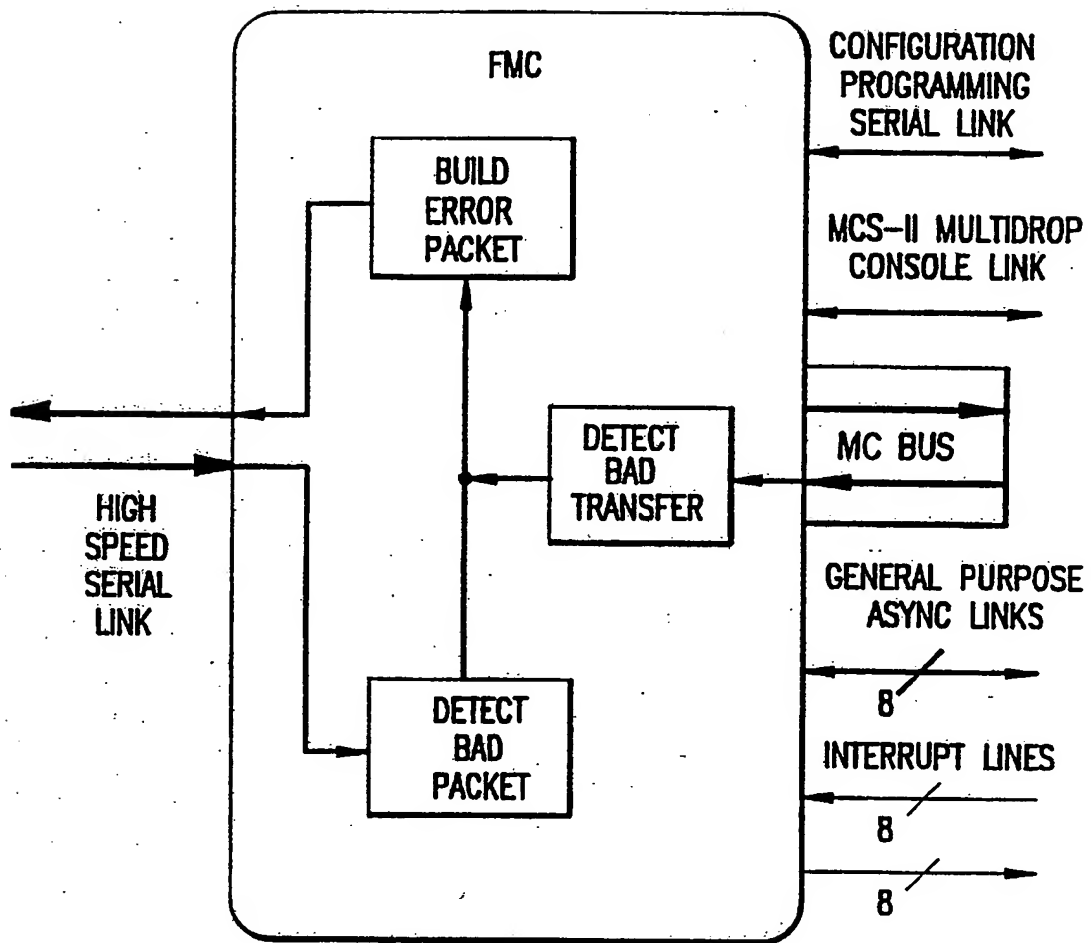 FMC
BUILD
ERROR
PACKET
DETECT
BAD
TRANSFER
DETECT
BAD
PACKET
HIGH
SPEED
SERIAL
LINK
CONFIGURATION
PROGRAMMING
SERIAL LINK
MCS-II MULTIDROP
CONSOLE LINK
MC BUS
GENERAL PURPOSE
ASYNC LINKS
8
INTERRUPT LINES
8
8